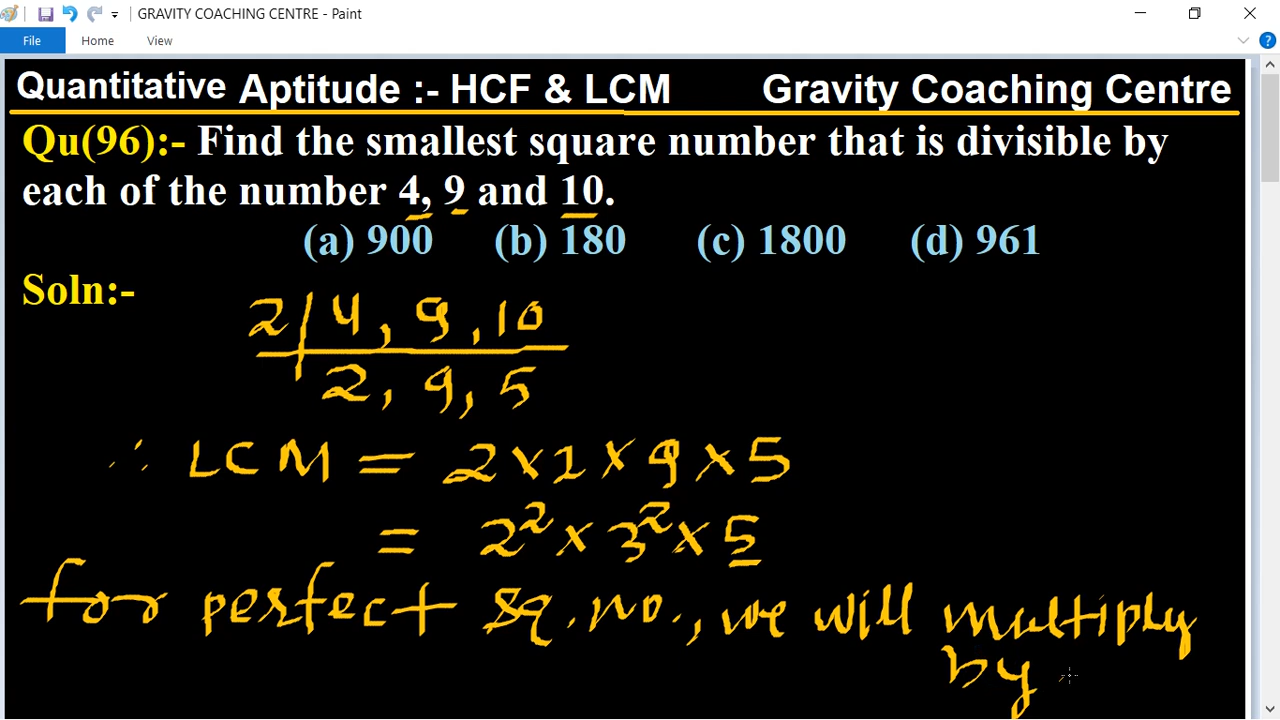 GRAVITY COACHING CENTRE - Paint
File Home View
Quantitative Aptitude :- HCF & LCM Gravity Coaching Centre
Qu(96):- Find the smallest square number that is divisible by
each of the number 4, 9 and 10.
(a) 900 (b) 180 (c) 1800 (d) 961
Soln:-
2 | 4, 9, 10
2, 9, 5
∴ LCM = 2 × 2 × 9 × 5
= 2² × 3² × 5
for perfect sq. no., we will multiply
by